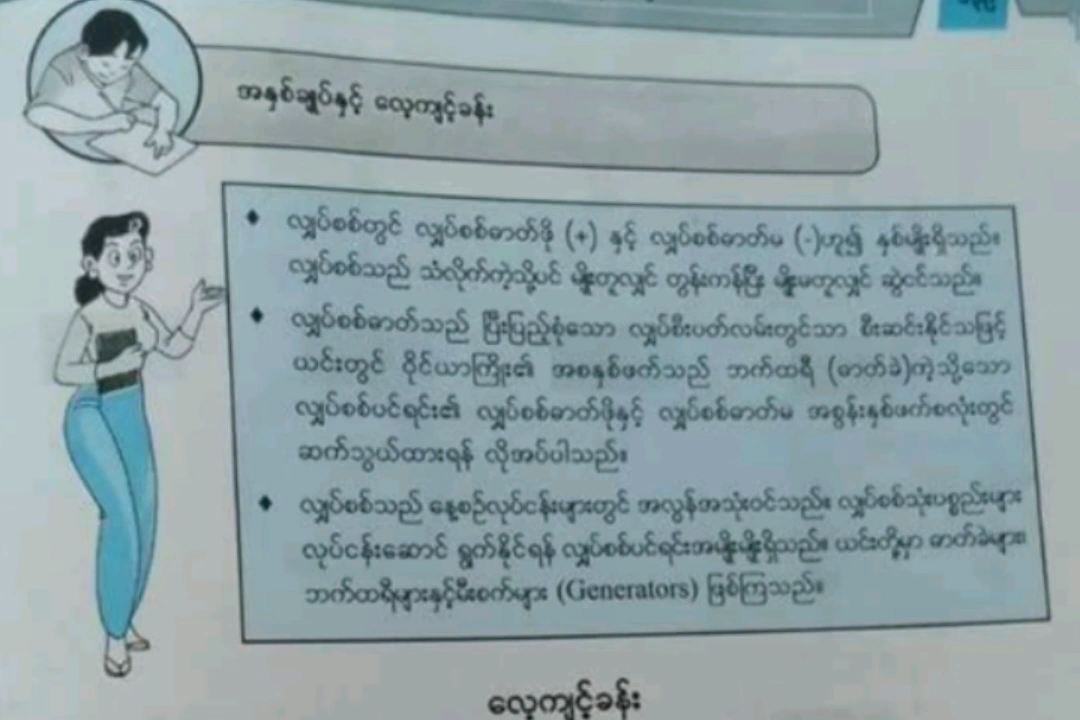 အနှစ်ချုပ်နှင့် လေ့ကျင့်ခန်း
◆ လျှပ်စစ်တွင် လျှပ်စစ်ဓာတ်ဖို (+) နှင့် လျှပ်စစ်ဓာတ်မ (-)ဟူ၍ နှစ်မျိုးရှိသည်။
လျှပ်စစ်သည် သံလိုက်ကဲ့သို့ပင် မျိုးတူလျှင် တွန်းကန်ပြီး မျိုးမတူလျှင် ဆွဲငင်သည်။
◆ လျှပ်စစ်ဓာတ်သည် ပြီးပြည့်စုံသော လျှပ်စီးပတ်လမ်းတွင်သာ စီးဆင်းနိုင်သဖြင့်
ယင်းတွင် ဝိုင်ယာကြိုး၏ အစနှစ်ဖက်သည် ဘက်ထရီ (ဓာတ်ခဲ)ကဲ့သို့သော
လျှပ်စစ်ပင်ရင်း၏ လျှပ်စစ်ဓာတ်ဖိုနှင့် လျှပ်စစ်ဓာတ်မ အစွန်းနှစ်ဖက်စလုံးတွင်
ဆက်သွယ်ထားရန် လိုအပ်ပါသည်။
◆ လျှပ်စစ်သည် နေ့စဉ်လုပ်ငန်းများတွင် အလွန်အသုံးဝင်သည်။ လျှပ်စစ်သုံးပစ္စည်းများ
လုပ်ငန်းဆောင် ရွက်နိုင်ရန် လျှပ်စစ်ပင်ရင်းအမျိုးမျိုးရှိသည်။ ယင်းတို့မှာ ဓာတ်ခဲများ၊
ဘက်ထရီများနှင့်မီးစက်များ (Generators) ဖြစ်ကြသည်။
လေ့ကျင့်ခန်း